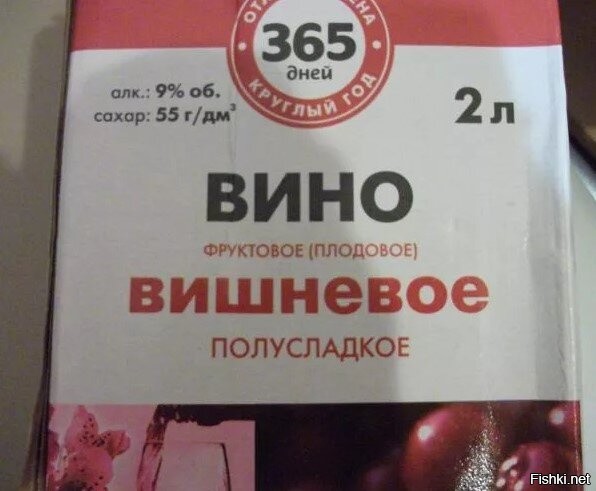 365
дней
КРУГЛЫЙ ГОД
алк.: 9% об.
сахар: 55 г/дм³
2 л
ВИНО
ФРУКТОВОЕ (ПЛОДОВОЕ)
вишневое
ПОЛУСЛАДКОЕ
Fishki.net